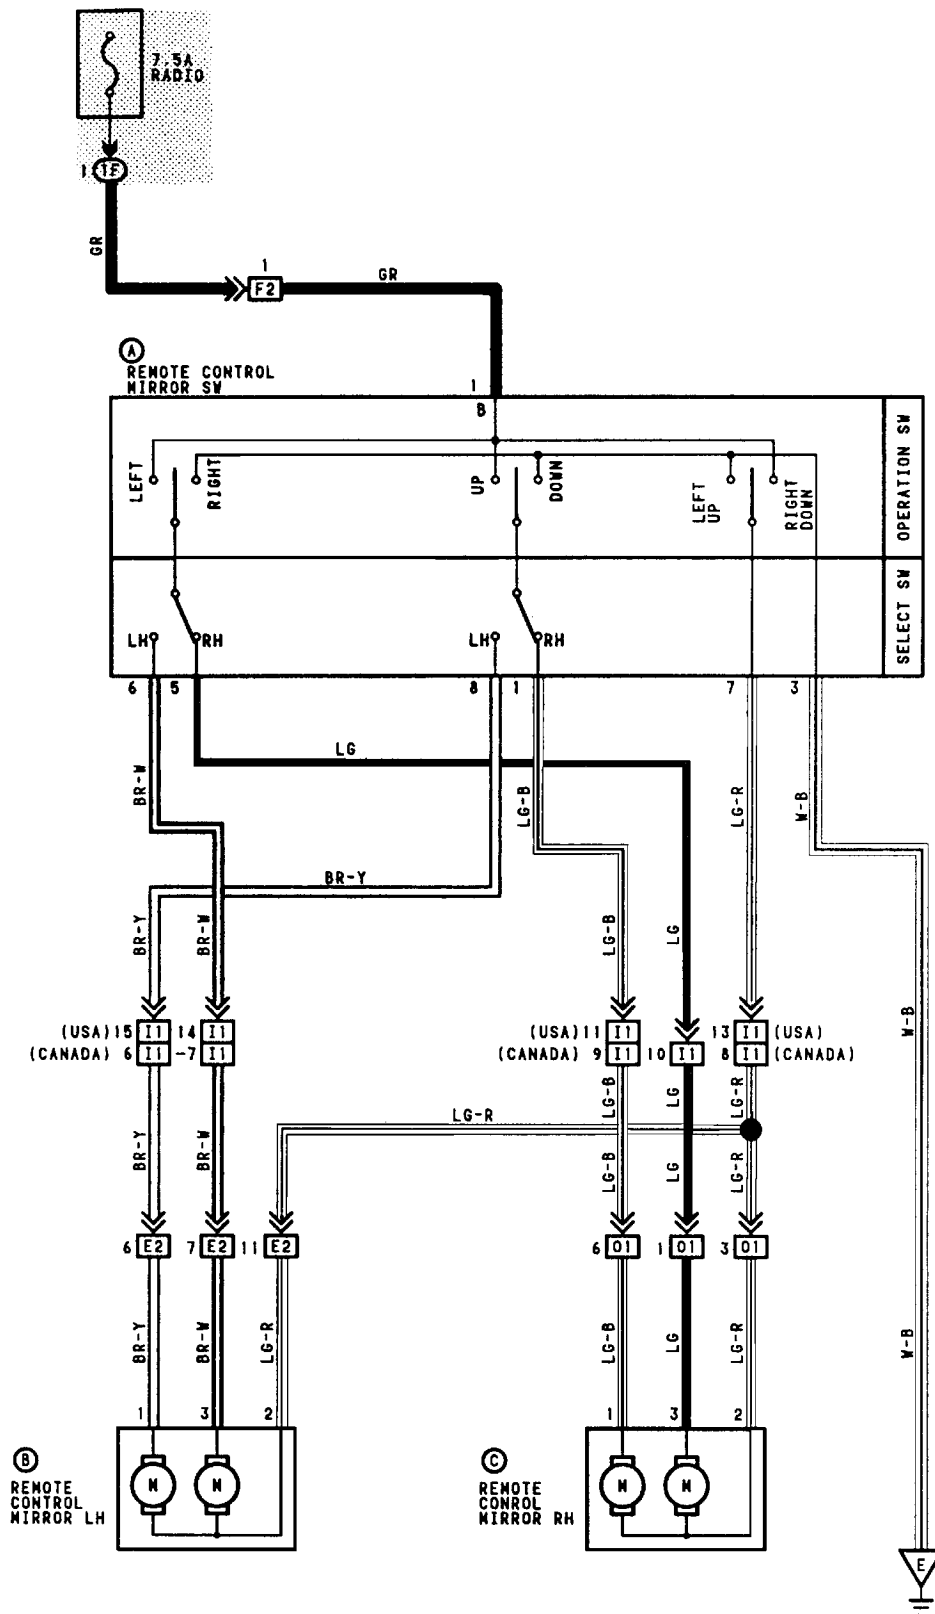 7.5A
RADIO
1 1F
GR
1
F2
GR
A
REMOTE CONTROL
MIRROR SW
1
B
LEFT
RIGHT
UP
DOWN
LEFT
UP
RIGHT
DOWN
OPERATION SW
LH
RH
LH
RH
SELECT SW
6 5 8 1 7 3
LG
BR-W
LG-B
LG-R
W-B
BR-Y
BR-Y
BR-W
LG-B
LG
W-B
(USA)15 I1 14 I1 (USA)11 I1 13 I1 (USA)
(CANADA) 6 I1 -7 I1 (CANADA) 9 I1 10 I1 8 I1 (CANADA)
LG-B
LG
LG-R
LG-R
BR-Y
BR-W
LG-B
LG
LG-R
6 E2 7 E2 11 E2 6 O1 1 O1 3 O1
BR-Y
BR-W
LG-R
LG-B
LG
LG-R
W-B
1 3 2 1 3 2
B
REMOTE
CONTROL
MIRROR LH
M M
C
REMOTE
CONROL
MIRROR RH
M M
E